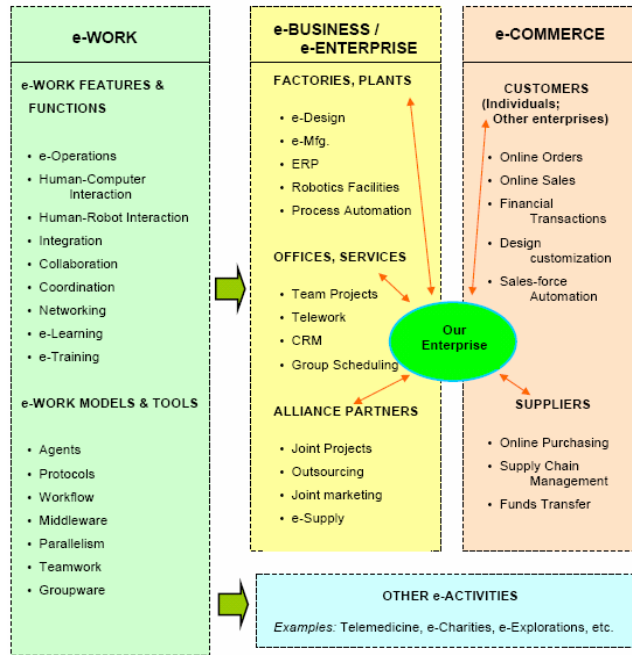 e-WORK
e-WORK FEATURES &
FUNCTIONS
• e-Operations
• Human-Computer
Interaction
• Human-Robot Interaction
• Integration
• Collaboration
• Coordination
• Networking
• e-Learning
• e-Training
e-WORK MODELS & TOOLS
• Agents
• Protocols
• Workflow
• Middleware
• Parallelism
• Teamwork
• Groupware
e-BUSINESS /
e-ENTERPRISE
FACTORIES, PLANTS
• e-Design
• e-Mfg.
• ERP
• Robotics Facilities
• Process Automation
OFFICES, SERVICES
• Team Projects
• Telework
• CRM
• Group Scheduling
ALLIANCE PARTNERS
• Joint Projects
• Outsourcing
• Joint marketing
• e-Supply
Our
Enterprise
e-COMMERCE
CUSTOMERS
(Individuals;
Other enterprises)
• Online Orders
• Online Sales
• Financial
Transactions
• Design
customization
• Sales-force
Automation
SUPPLIERS
• Online Purchasing
• Supply Chain
Management
• Funds Transfer
OTHER e-ACTIVITIES
Examples: Telemedicine, e-Charities, e-Explorations, etc.